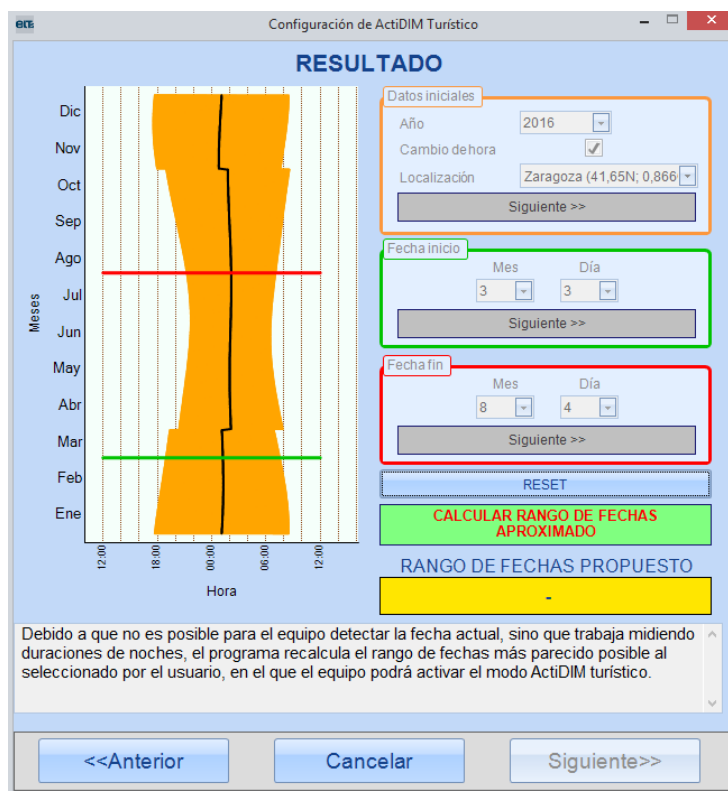 Configuración de ActiDIM Turístico
RESULTADO
Dic
Nov
Oct
Sep
Ago
Jul
Jun
May
Abr
Mar
Feb
Ene
Meses
12:00
18:00
00:00
06:00
12:00
Hora
Datos iniciales
Año
2016
Cambio de hora
Localización
Zaragoza (41,65N; 0,866
Siguiente >>
Fecha inicio
Mes
Día
3
3
Siguiente >>
Fecha fin
Mes
Día
8
4
Siguiente >>
RESET
CALCULAR RANGO DE FECHAS
APROXIMADO
RANGO DE FECHAS PROPUESTO
-
Debido a que no es posible para el equipo detectar la fecha actual, sino que trabaja midiendo
duraciones de noches, el programa recalcula el rango de fechas más parecido posible al
seleccionado por el usuario, en el que el equipo podrá activar el modo ActiDIM turístico.
<<Anterior
Cancelar
Siguiente>>